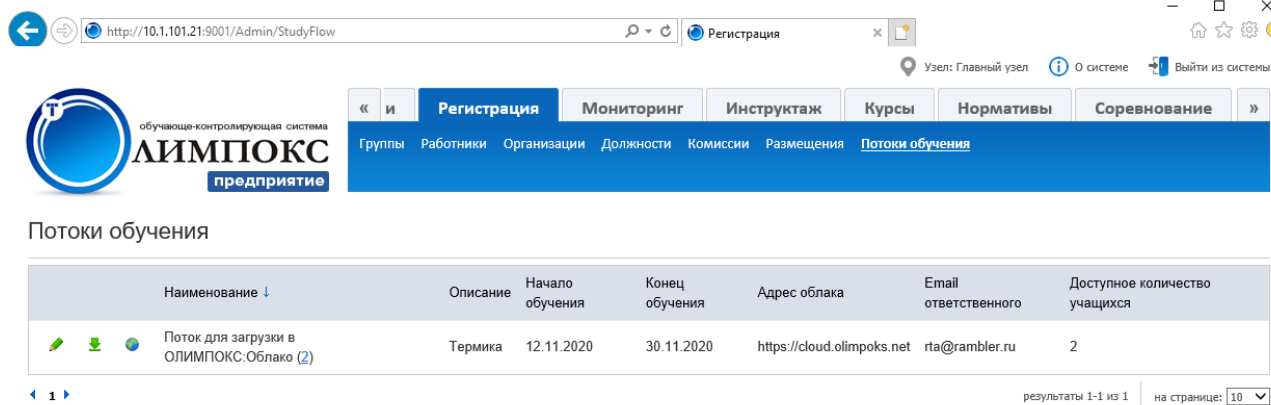 http://10.1.101.21:9001/Admin/StudyFlow
Регистрация
Узел: Главный узел
О системе
Выйти из системы
обучающе-контролирующая система
ОЛИМПОКС
предприятие
« и Регистрация Мониторинг Инструктаж Курсы Нормативы Соревнование »
Группы Работники Организации Должности Комиссии Размещения Потоки обучения
Потоки обучения
Наименование ↓ Описание Начало обучения Конец обучения Адрес облака Email ответственного Доступное количество учащихся
Поток для загрузки в ОЛИМПОКС:Облако (2) Термика 12.11.2020 30.11.2020 https://cloud.olimpoks.net rta@rambler.ru 2
1
результаты 1-1 из 1 на странице: 10